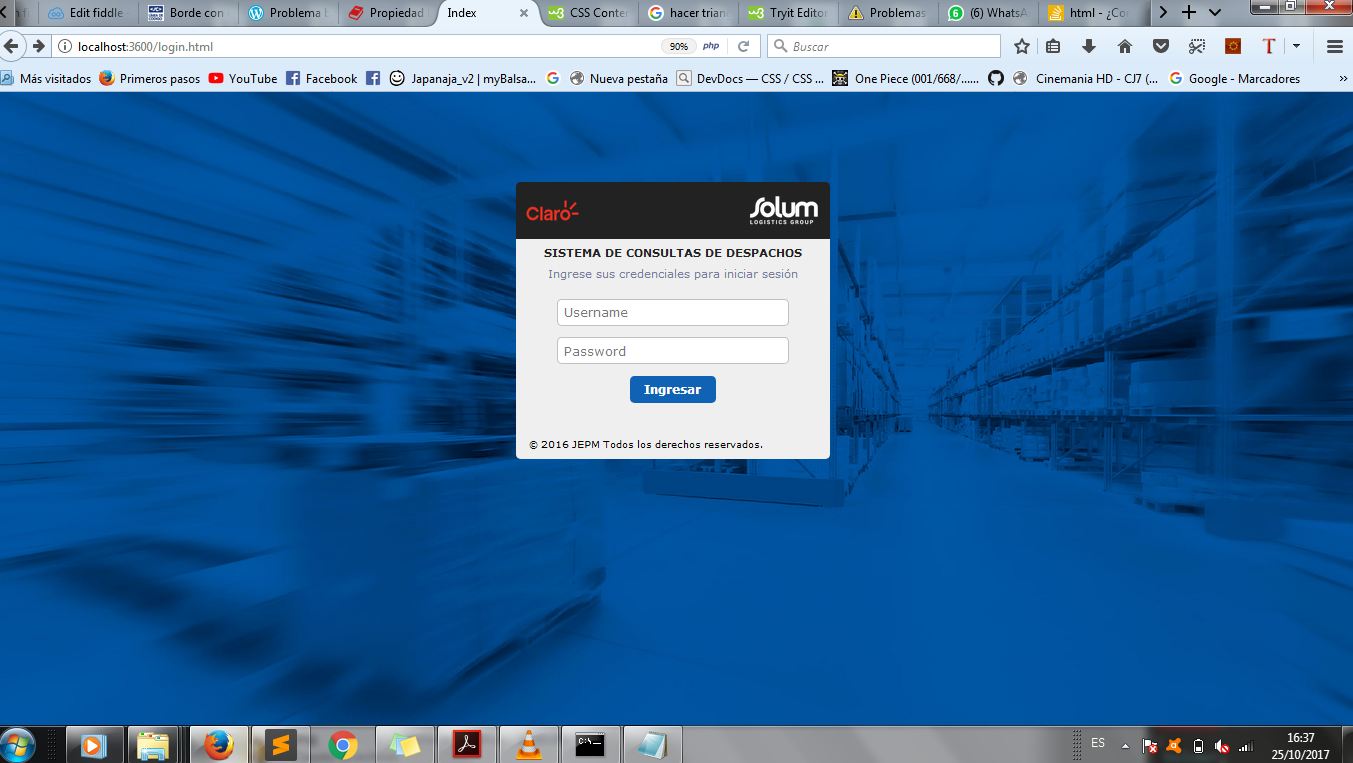 Edit fiddle
Borde con
Problema b
Propiedad
Index
CSS Conte
hacer trian
Tryit Editor
Problemas
(6) WhatsA
html - ¿Co
localhost:3600/login.html
90%
php
Buscar
Más visitados
Primeros pasos
YouTube
Facebook
Japanaja_v2 | myBalsa...
Nueva pestaña
DevDocs — CSS / CSS ...
One Piece (001/668/......
Cinemania HD - CJ7 (...
Google - Marcadores
Claro
Solum
LOGISTICS GROUP
SISTEMA DE CONSULTAS DE DESPACHOS
Ingrese sus credenciales para iniciar sesión
Username
Password
Ingresar
© 2016 JEPM Todos los derechos reservados.
C:\_
ES
16:37
25/10/2017